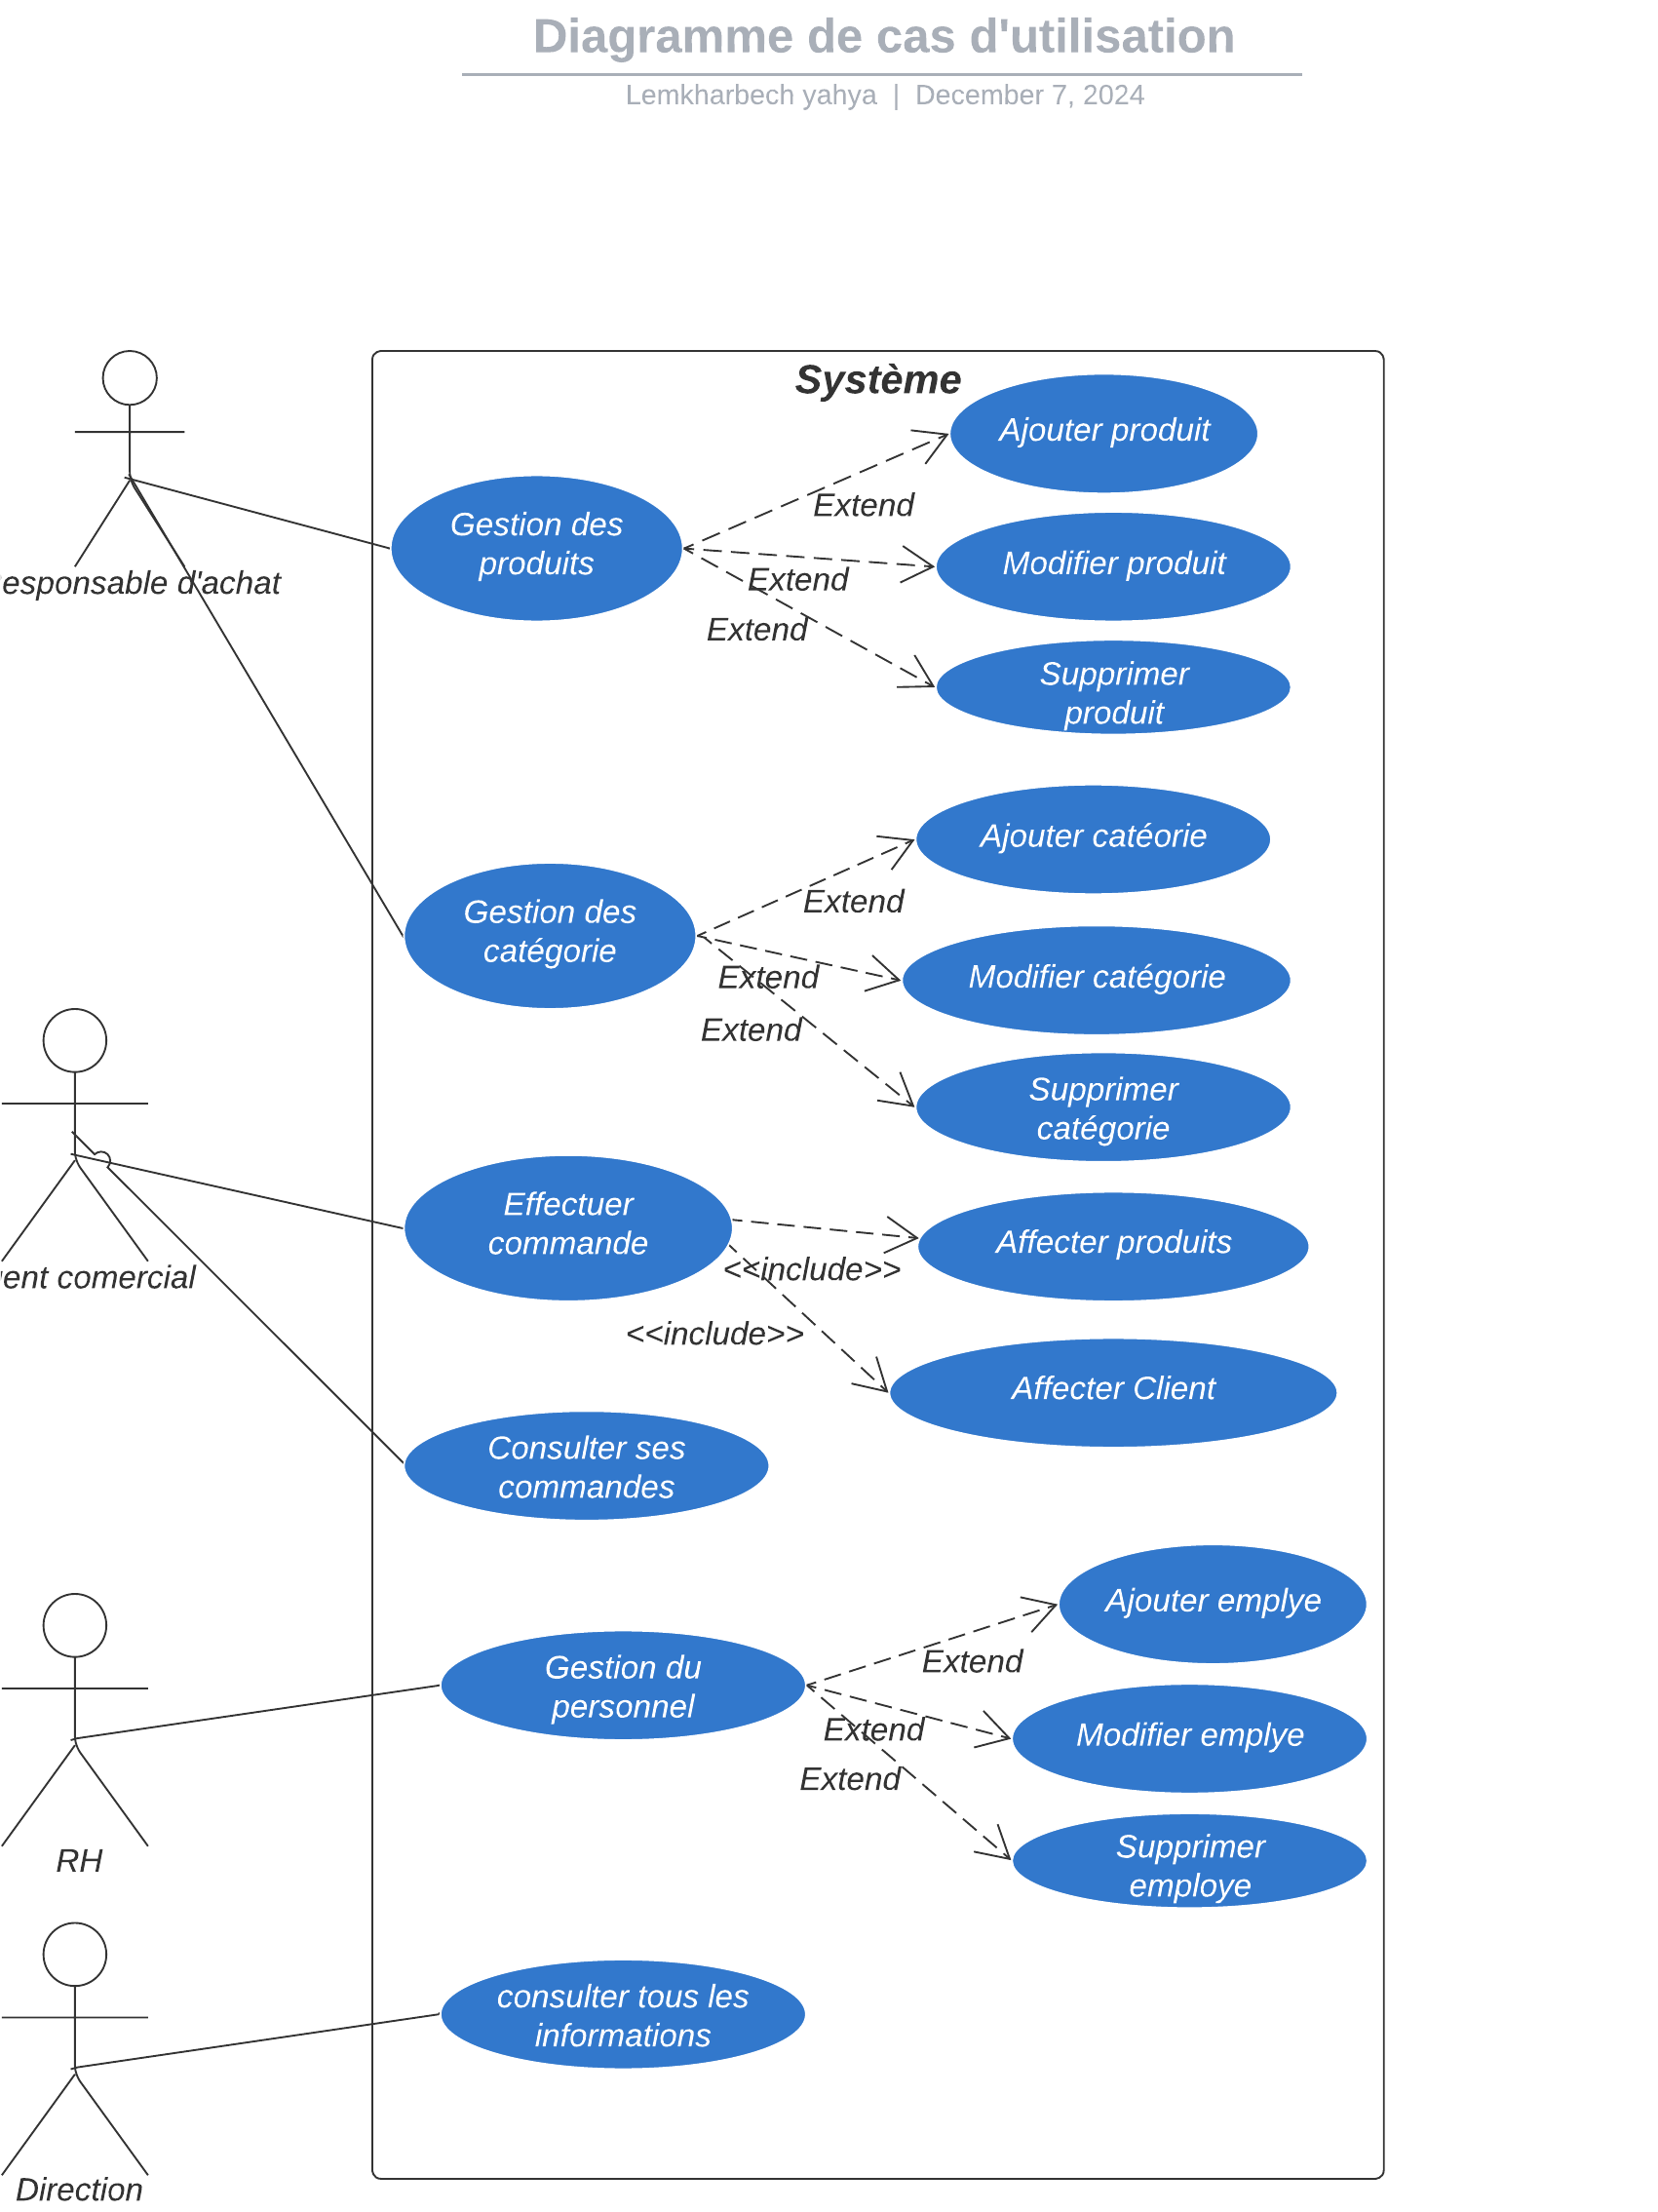 Diagramme de cas d'utilisation
Lemkharbech yahya | December 7, 2024
Système
Ajouter produit
Extend
Gestion des
produits
Modifier produit
Extend
esponsable d'achat
Extend
Supprimer
produit
Ajouter catéorie
Extend
Gestion des
catégorie
Modifier catégorie
Extend
Extend
Supprimer
catégorie
Effectuer
commande
Affecter produits
<<include>>
ent comercial
<<include>>
Affecter Client
Consulter ses
commandes
Ajouter emplye
Extend
Gestion du
personnel
Modifier emplye
Extend
Extend
Supprimer
employe
RH
consulter tous les
informations
Direction